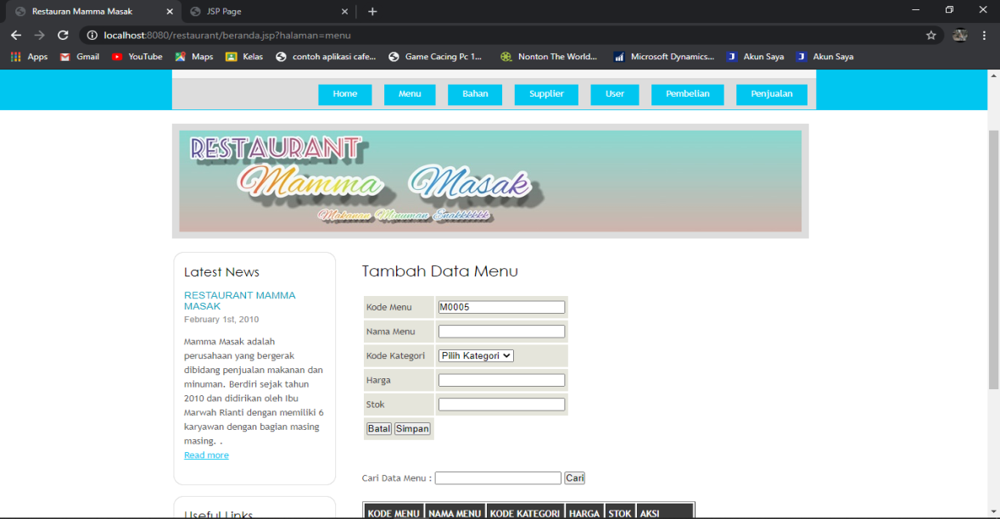 Restauran Mamma Masak
JSP Page
localhost:8080/restaurant/beranda.jsp?halaman=menu
Apps Gmail YouTube Maps Kelas contoh aplikasi cafe... Game Cacing Pc 1... Nonton The World... Microsoft Dynamics... Akun Saya Akun Saya
Home Menu Bahan Supplier User Pembelian Penjualan
RESTAURANT
Mamma Masak
Makanan Minuman Enakkkkkk
Latest News
RESTAURANT MAMMA
MASAK
February 1st, 2010
Mamma Masak adalah
perusahaan yang bergerak
dibidang penjualan makanan dan
minuman. Berdiri sejak tahun
2010 dan didirikan oleh Ibu
Marwah Rianti dengan memiliki 6
karyawan dengan bagian masing
masing. .
Read more
Useful Links
Tambah Data Menu
Kode Menu M0005
Nama Menu
Kode Kategori Pilih Kategori
Harga
Stok
Batal Simpan
Cari Data Menu : Cari
KODE MENU NAMA MENU KODE KATEGORI HARGA STOK AKSI